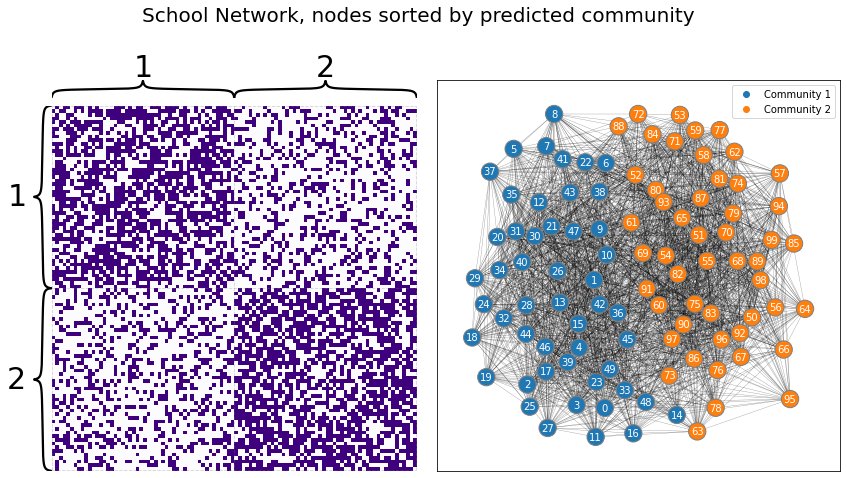 School Network, nodes sorted by predicted community
1 2
1
2
Community 1
Community 2
8 72 53
88 59 77
84
5 7 71
41 22 6 58 62
37 52 57
81 74
35 43 38 80 87
12 93 94
65 79
20 31 30 21 47 9 61 51 70
99 85
40 10 69 54 55 68 89
29 34 26 1 82 98
91
24 28 13 42 60 75 56 64
32 36 83 50
18 44 15 45 90 92
46 4 97 96 66
39 86 67
19 17 49 73 76
2 23 33
25 3 0 48 78 95
27 11 16 14 63